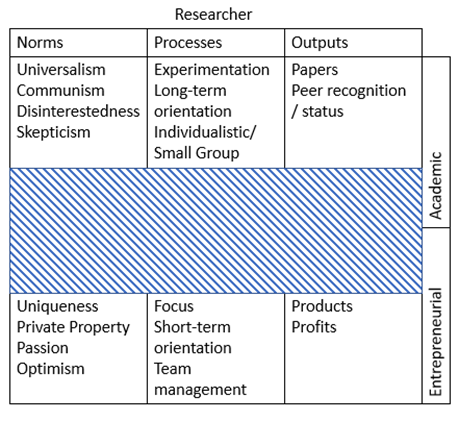 Researcher
Norms Processes Outputs
Universalism Experimentation Papers
Communism Long-term Peer recognition
Disinterestedness orientation / status
Skepticism Individualistic/
Small Group
Academic
Uniqueness Focus Products
Private Property Short-term Profits
Passion orientation
Optimism Team
management
Entrepreneurial